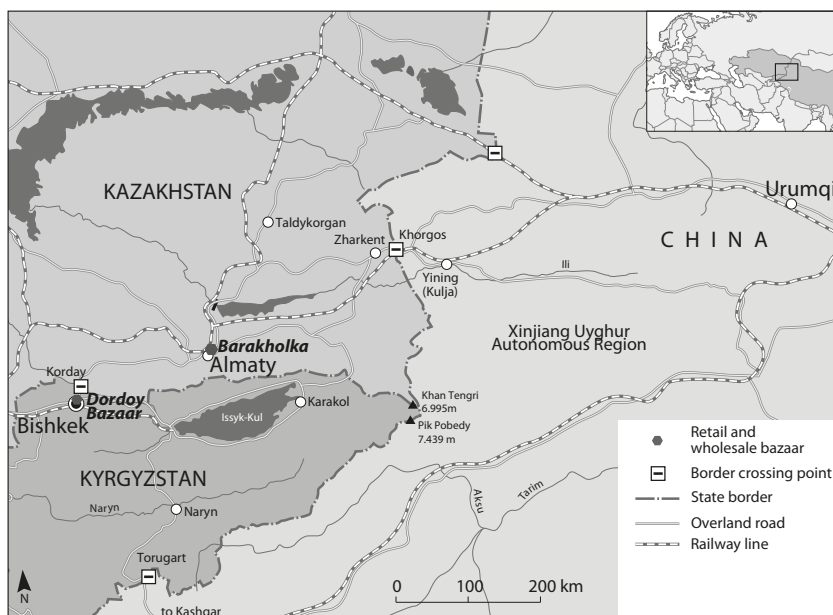 KAZAKHSTAN
Taldykorgan
Zharkent
Khorgos
Urumqi
CHINA
Ili
Yining
(Kulja)
Xinjiang Uyghur
Autonomous Region
Barakholka
Almaty
Korday
Dordoy
Bazaar
Bishkek
Issyk-Kul
Karakol
Khan Tengri
6.995m
Pik Pobedy
7.439 m
KYRGYZSTAN
Naryn
Naryn
Aksu
Tarim
Torugart
to Kashgar
N
0 100 200 km
Retail and
wholesale bazaar
Border crossing point
State border
Overland road
Railway line